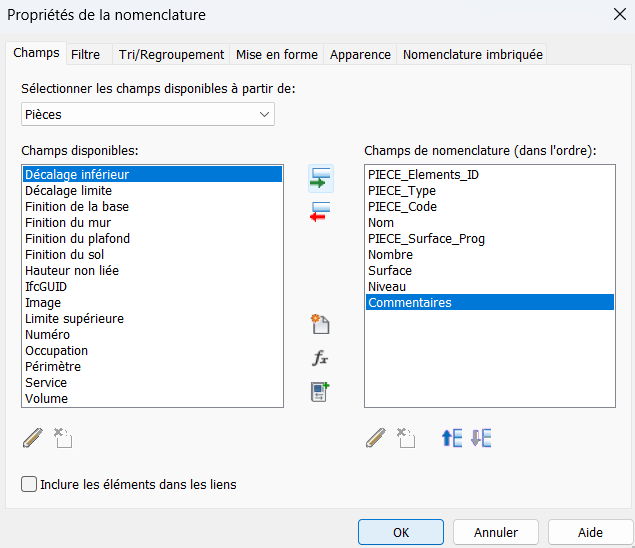 Propriétés de la nomenclature
Champs Filtre Tri/Regroupement Mise en forme Apparence Nomenclature imbriquée
Sélectionner les champs disponibles à partir de:
Pièces
Champs disponibles:
Décalage inférieur
Décalage limite
Finition de la base
Finition du mur
Finition du plafond
Finition du sol
Hauteur non liée
IfcGUID
Image
Limite supérieure
Numéro
Occupation
Périmètre
Service
Volume
fx
Champs de nomenclature (dans l'ordre):
PIECE_Elements_ID
PIECE_Type
PIECE_Code
Nom
PIECE_Surface_Prog
Nombre
Surface
Niveau
Commentaires
Inclure les éléments dans les liens
OK Annuler Aide